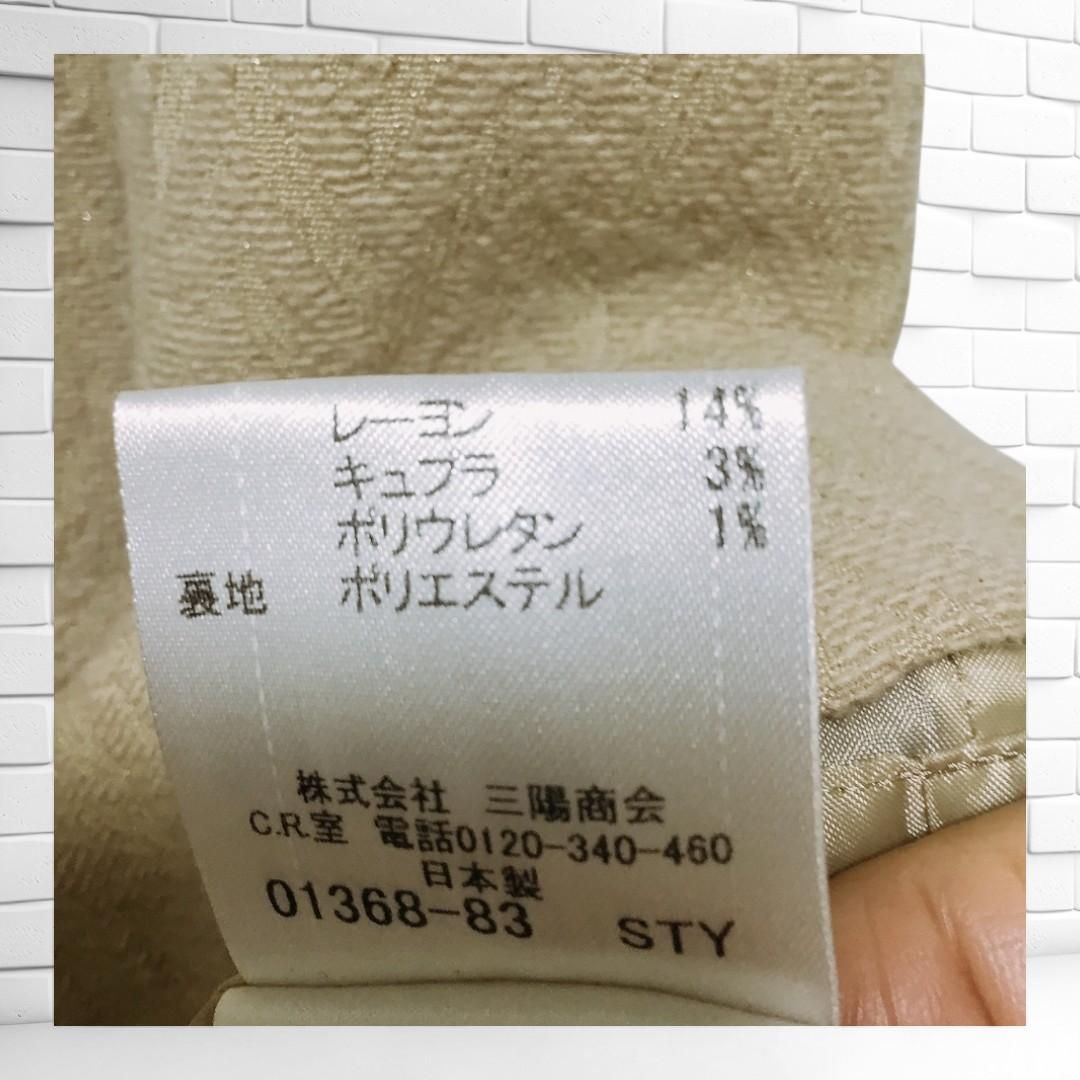 レーヨン 14%
キュプラ 3%
ポリウレタン 1%
裏地 ポリエステル
株式会社 三陽商会
C.R.室 電話0120-340-460
日本製
01368-83 STY